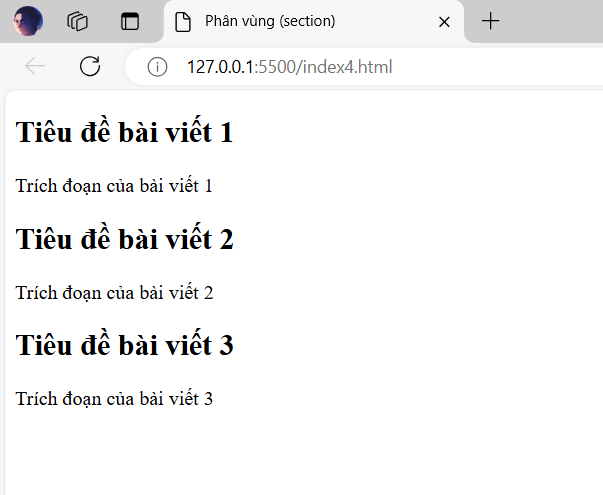 Phân vùng (section)
127.0.0.1:5500/index4.html
Tiêu đề bài viết 1
Trích đoạn của bài viết 1
Tiêu đề bài viết 2
Trích đoạn của bài viết 2
Tiêu đề bài viết 3
Trích đoạn của bài viết 3